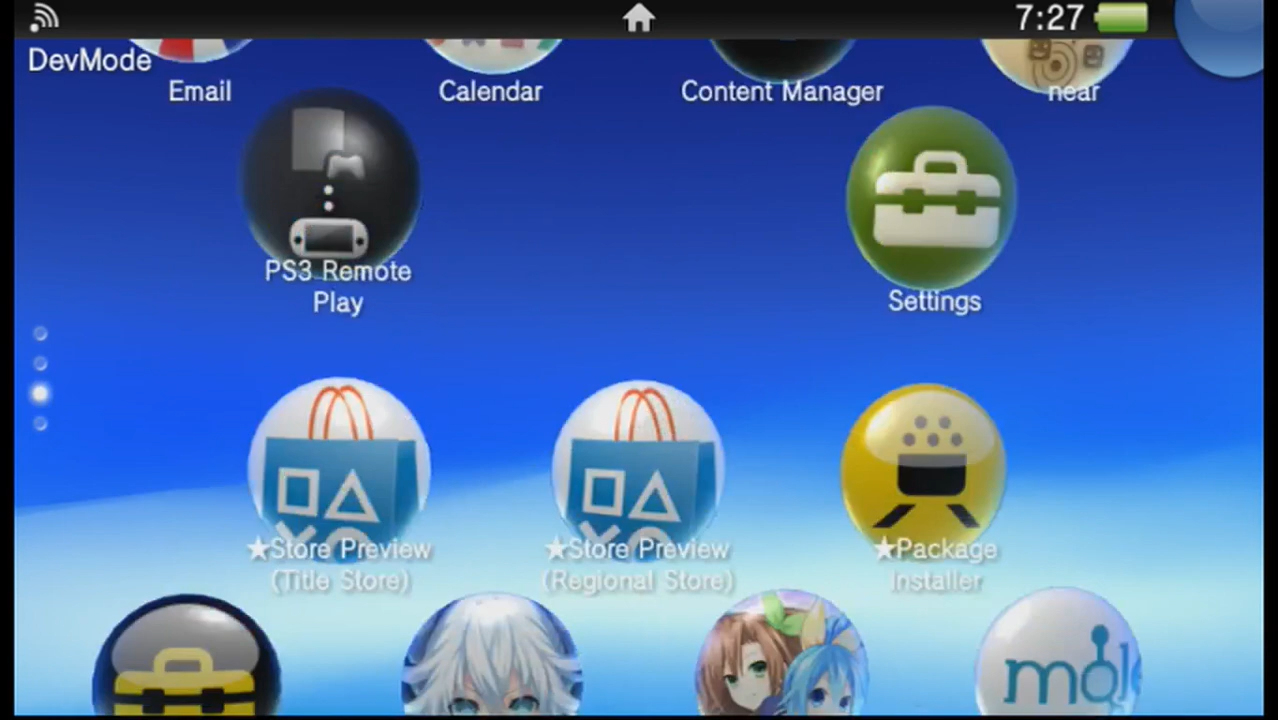 7:27
DevMode
Email
Calendar
Content Manager
near
PS3 Remote
Play
Settings
★Store Preview
(Title Store)
★Store Preview
(Regional Store)
★Package
Installer